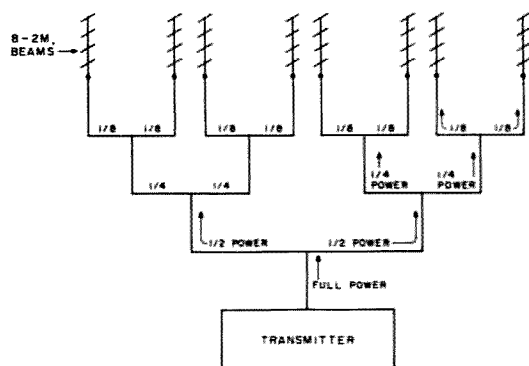 8-2M,
BEAMS
1/8 1/8 1/8 1/8 1/8 1/8 1/8 1/8
1/4 1/4 1/4
POWER 1/4
POWER
1/2 POWER 1/2 POWER
FULL POWER
TRANSMITTER